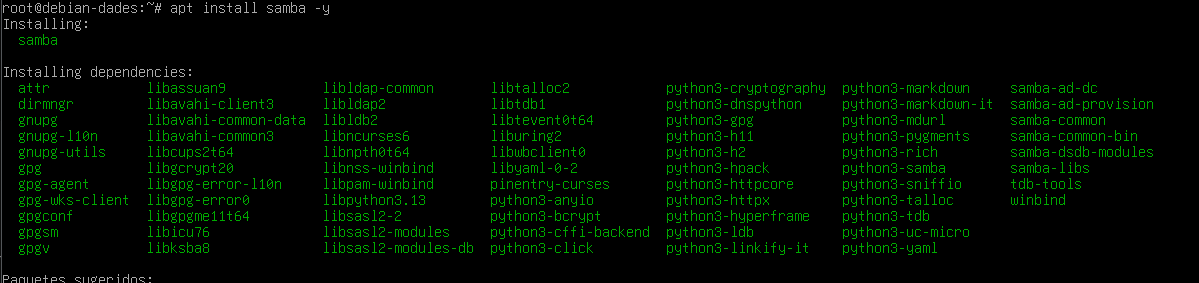 root@debian-dades:~# apt install samba -y
Installing:
  samba

Installing dependencies:
  attr           libassuan9           libldap-common        libtalloc2            python3-cryptography  python3-markdown     samba-ad-dc
  dirmngr        libavahi-client3     libldap2              libtdb1               python3-dnspython     python3-markdown-it  samba-ad-provision
  gnupg          libavahi-common-data libldb2               libtevent0t64         python3-gpg           python3-mdurl        samba-common
  gnupg-l10n     libavahi-common3     libncurses6           liburing2             python3-h11           python3-pygments     samba-common-bin
  gnupg-utils    libcups2t64          libnpth0t64           libwbclient0          python3-h2            python3-rich         samba-dsdb-modules
  gpg            libgcrypt20          libnss-winbind        libyaml-0-2           python3-hpack         python3-samba        samba-libs
  gpg-agent      libgpg-error-l10n    libpam-winbind        pinentry-curses       python3-httpcore      python3-sniffio      tdb-tools
  gpg-wks-client libgpg-error0        libpython3.13         python3-anyio         python3-httpx         python3-talloc       winbind
  gpgconf        libgpgme11t64        libsasl2-2            python3-bcrypt        python3-hyperframe    python3-tdb
  gpgsm          libicu76             libsasl2-modules      python3-cffi-backend  python3-ldb           python3-uc-micro
  gpgv           libksba8             libsasl2-modules-db   python3-click         python3-linkify-it    python3-yaml

Paquetes sugeridos: